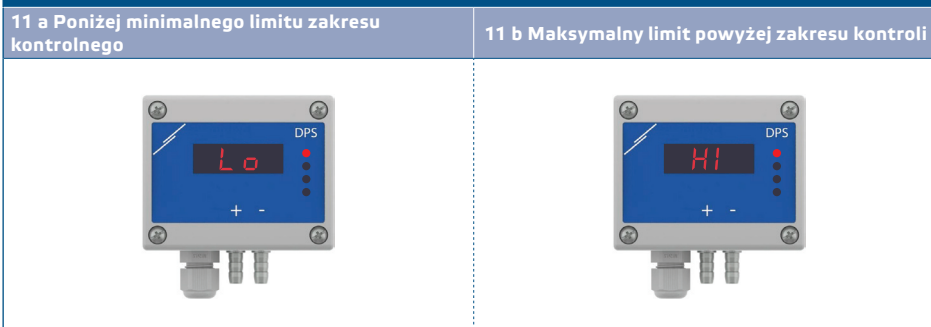 11 a Poniżej minimalnego limitu zakresu
kontrolnego
11 b Maksymalny limit powyżej zakresu kontroli
DPS
Lo
+ -
DPS
HI
+ -